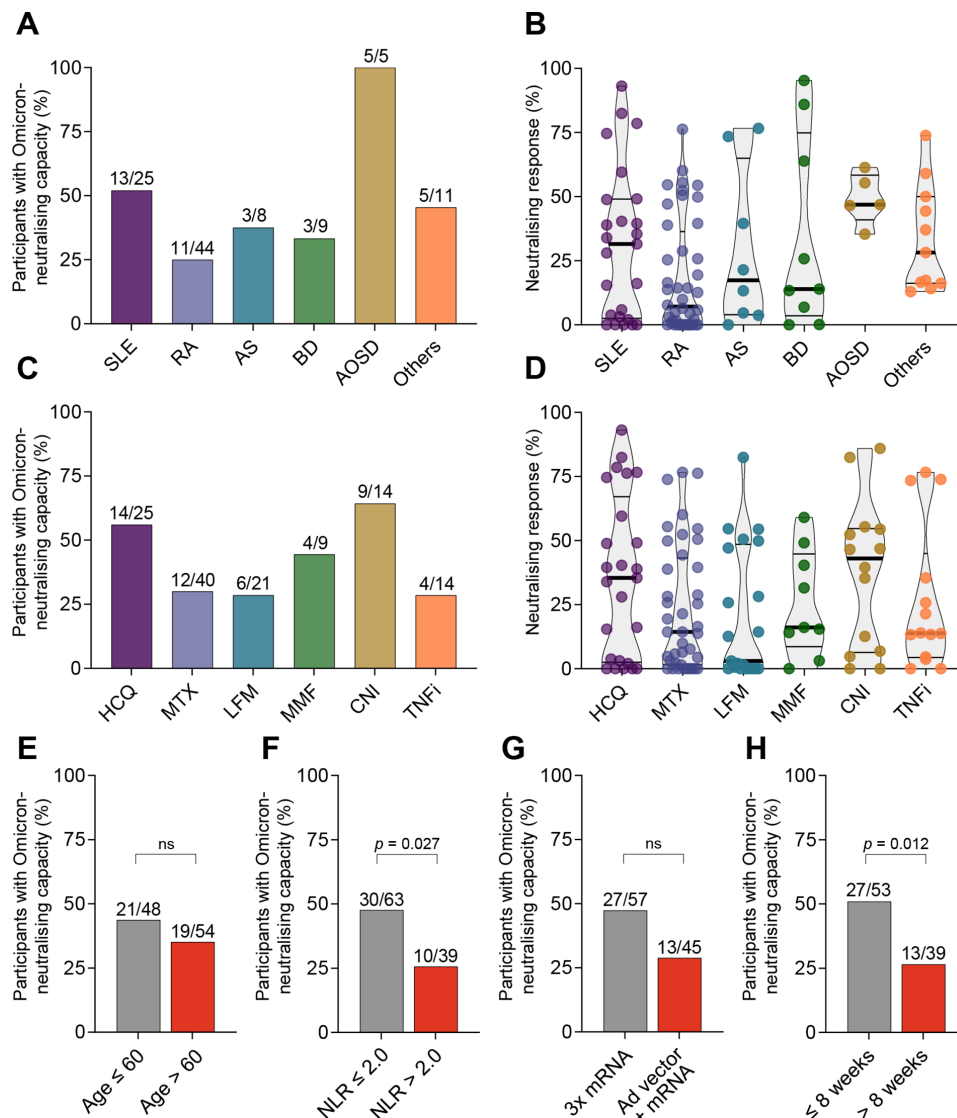 A
Participants with Omicron-
neutralising capacity (%)
100
75
50
25
0
13/25
11/44
3/8
3/9
5/5
5/11
SLE
RA
AS
BD
AOSD
Others
B
Neutralising response (%)
100
75
50
25
0
SLE
RA
AS
BD
AOSD
Others
C
Participants with Omicron-
neutralising capacity (%)
100
75
50
25
0
14/25
12/40
6/21
4/9
9/14
4/14
HCQ
MTX
LFM
MMF
CNI
TNFi
D
Neutralising response (%)
100
75
50
25
0
HCQ
MTX
LFM
MMF
CNI
TNFi
E
Participants with Omicron-
neutralising capacity (%)
100
75
50
25
0
ns
21/48
19/54
Age ≤ 60
Age > 60
F
Participants with Omicron-
neutralising capacity (%)
100
75
50
25
0
p = 0.027
30/63
10/39
NLR ≤ 2.0
NLR > 2.0
G
Participants with Omicron-
neutralising capacity (%)
100
75
50
25
0
ns
27/57
13/45
3x mRNA
Ad vector
+ mRNA
H
Participants with Omicron-
neutralising capacity (%)
100
75
50
25
0
p = 0.012
27/53
13/39
≤ 8 weeks
> 8 weeks